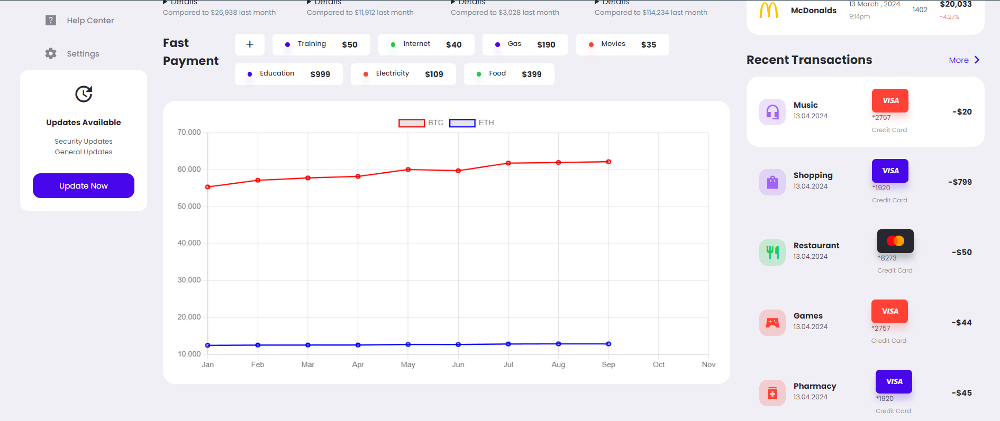 Help Center
Settings
Updates Available
Security Updates
General Updates
Update Now
Details
Compared to $26,938 last month
Details
Compared to $11,912 last month
Details
Compared to $3,028 last month
Details
Compared to $114,234 last month
Fast
Payment
+
Training $50
Internet $40
Gas $190
Movies $35
Education $999
Electricity $109
Food $399
BTC ETH
70,000
60,000
50,000
40,000
30,000
20,000
10,000
Jan Feb Mar Apr May Jun Jul Aug Sep Oct Nov
McDonalds
13 March , 2024
9:14pm
1402
$20,033
-4.27%
Recent Transactions
More
Music
13.04.2024
VISA
*2757
Credit Card
-$20
Shopping
13.04.2024
VISA
*1920
Credit Card
-$799
Restaurant
13.04.2024
*8273
Credit Card
-$50
Games
13.04.2024
VISA
*2757
Credit Card
-$44
Pharmacy
13.04.2024
VISA
*1920
Credit Card
-$45